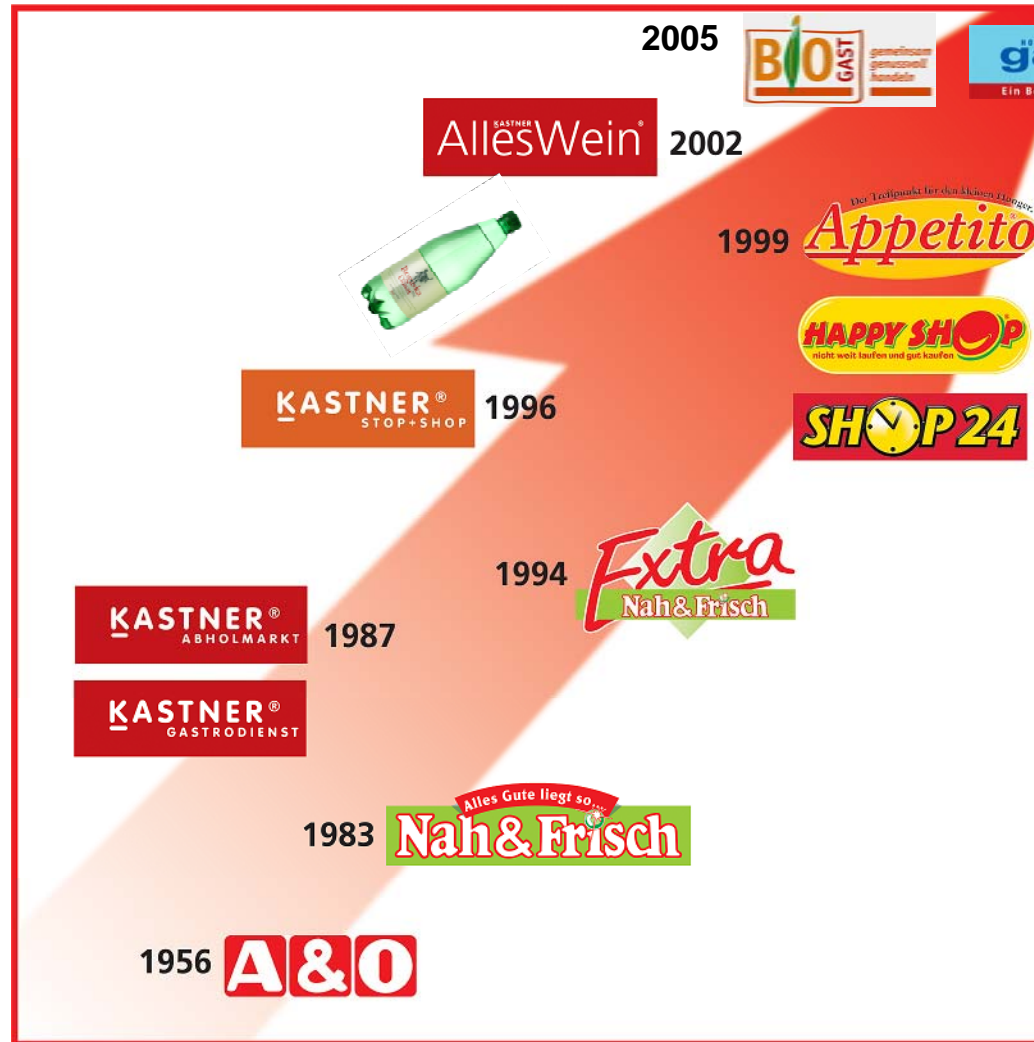 2005
BIO GAST
gemeinsam
genussvoll
handeln
KASTNER
AllesWein®
2002
Der Treffpunkt für den kleinen Hunger.
1999
Appetito®
HAPPY SHOP
nicht weit laufen und gut kaufen
KASTNER®
STOP+SHOP
1996
SHOP 24
1994
Extra
Nah&Frisch
KASTNER®
ABHOLMARKT
1987
KASTNER®
GASTRODIENST
Alles Gute liegt so....
1983
Nah&Frisch
1956
A&O